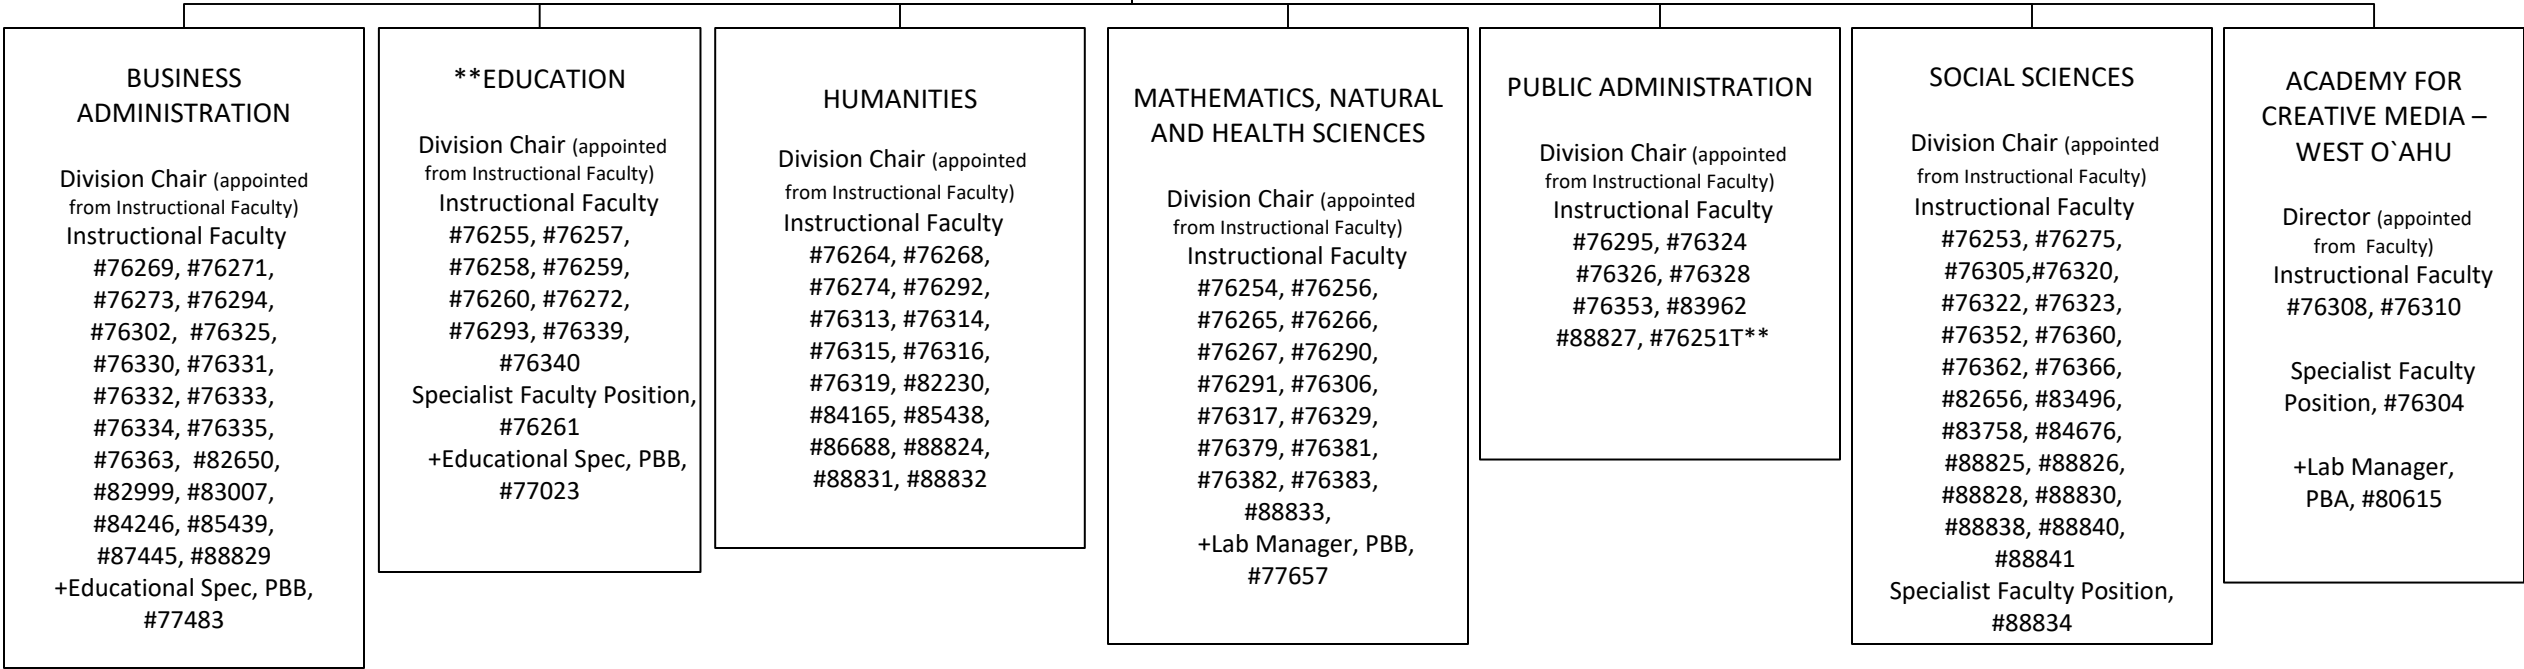 BUSINESS
ADMINISTRATION
Division Chair (appointed
from Instructional Faculty)
Instructional Faculty
#76269, #76271,
#76273, #76294,
#76302, #76325,
#76330, #76331,
#76332, #76333,
#76334, #76335,
#76363, #82650,
#82999, #83007,
#84246, #85439,
#87445, #88829
+Educational Spec, PBB,
#77483
**EDUCATION
Division Chair (appointed
from Instructional Faculty)
Instructional Faculty
#76255, #76257,
#76258, #76259,
#76260, #76272,
#76293, #76339,
#76340
Specialist Faculty Position,
#76261
+Educational Spec, PBB,
#77023
HUMANITIES
Division Chair (appointed
from Instructional Faculty)
Instructional Faculty
#76264, #76268,
#76274, #76292,
#76313, #76314,
#76315, #76316,
#76319, #82230,
#84165, #85438,
#86688, #88824,
#88831, #88832
MATHEMATICS, NATURAL
AND HEALTH SCIENCES
Division Chair (appointed
from Instructional Faculty)
Instructional Faculty
#76254, #76256,
#76265, #76266,
#76267, #76290,
#76291, #76306,
#76317, #76329,
#76379, #76381,
#76382, #76383,
#88833,
+Lab Manager, PBB,
#77657
PUBLIC ADMINISTRATION
Division Chair (appointed
from Instructional Faculty)
Instructional Faculty
#76295, #76324
#76326, #76328
#76353, #83962
#88827, #76251T**
SOCIAL SCIENCES
Division Chair (appointed
from Instructional Faculty)
Instructional Faculty
#76253, #76275,
#76305,#76320,
#76322, #76323,
#76352, #76360,
#76362, #76366,
#82656, #83496,
#83758, #84676,
#88825, #88826,
#88828, #88830,
#88838, #88840,
#88841
Specialist Faculty Position,
#88834
ACADEMY FOR
CREATIVE MEDIA –
WEST O`AHU
Director (appointed
from Faculty)
Instructional Faculty
#76308, #76310
Specialist Faculty
Position, #76304
+Lab Manager,
PBA, #80615